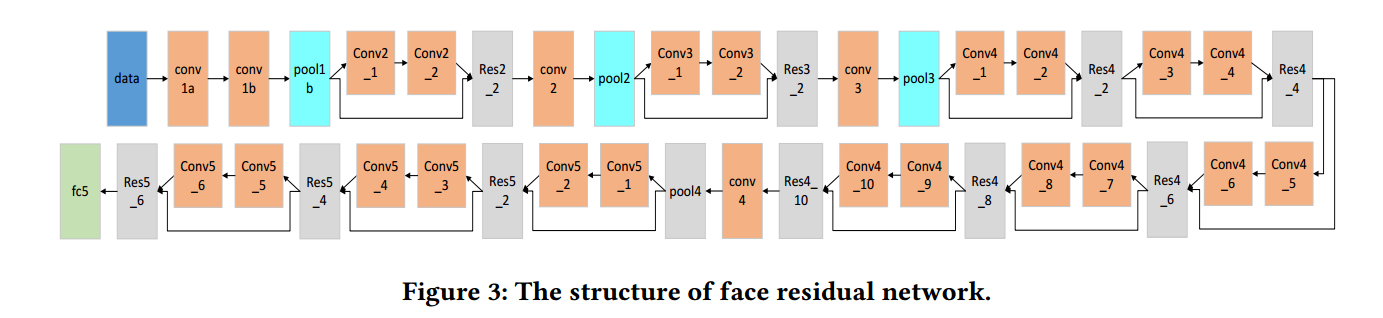 data
conv
1a
conv
1b
pool1
b
Conv2
_1
Conv2
_2
Res2
_2
conv
2
pool2
Conv3
_1
Conv3
_2
Res3
_2
conv
3
pool3
Conv4
_1
Conv4
_2
Res4
_2
Conv4
_3
Conv4
_4
Res4
_4
fc5
Res5
_6
Conv5
_6
Conv5
_5
Res5
_4
Conv5
_4
Conv5
_3
Res5
_2
Conv5
_2
Conv5
_1
pool4
conv
4
Res4_
10
Conv4
_10
Conv4
_9
Res4
_8
Conv4
_8
Conv4
_7
Res4
_6
Conv4
_6
Conv4
_5
Figure 3: The structure of face residual network.